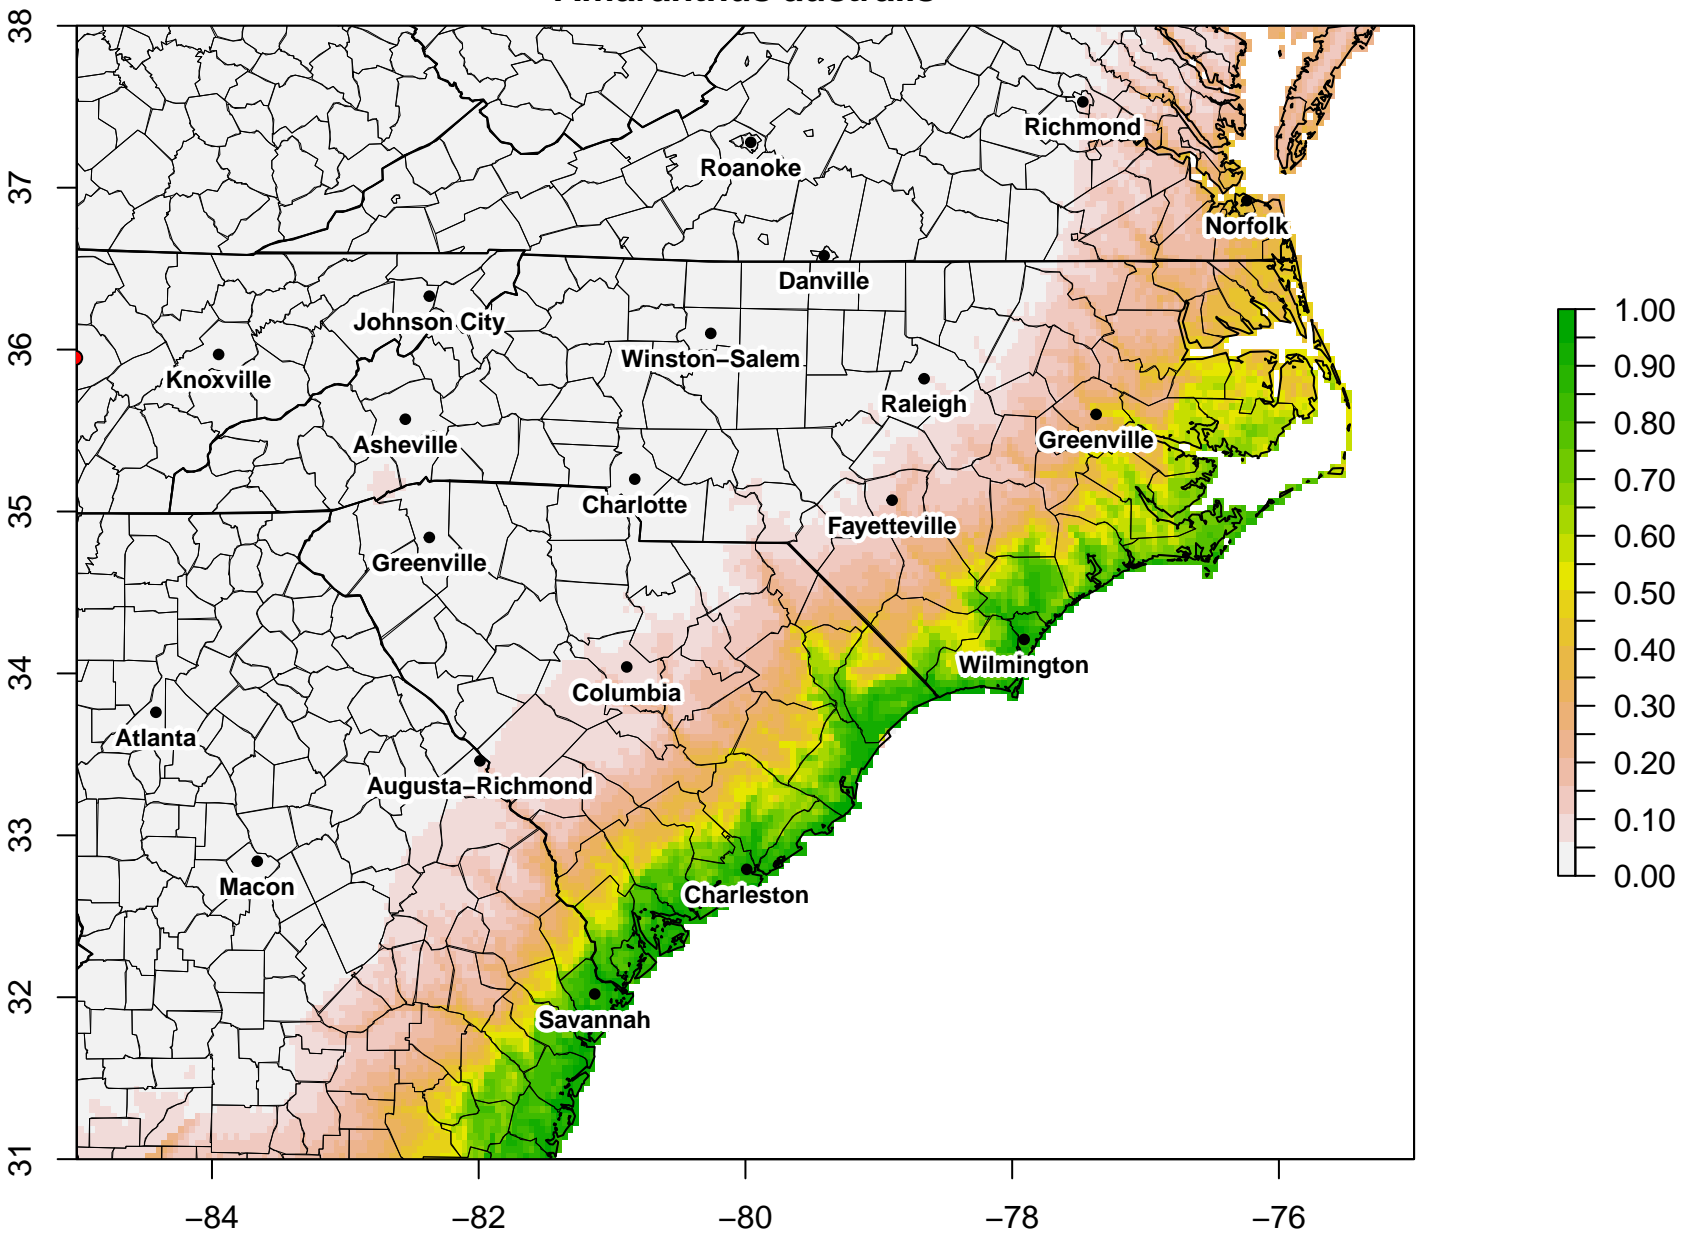 Amaranthus australis
38
37
36
35
34
33
32
31
Richmond
Roanoke
Norfolk
Danville
Johnson City
Winston−Salem
Knoxville
Raleigh
Asheville
Greenville
Charlotte
Fayetteville
Greenville
Wilmington
Columbia
Atlanta
Augusta−Richmond
Macon
Charleston
Savannah
−84
−82
−80
−78
−76
1.00
0.90
0.80
0.70
0.60
0.50
0.40
0.30
0.20
0.10
0.00